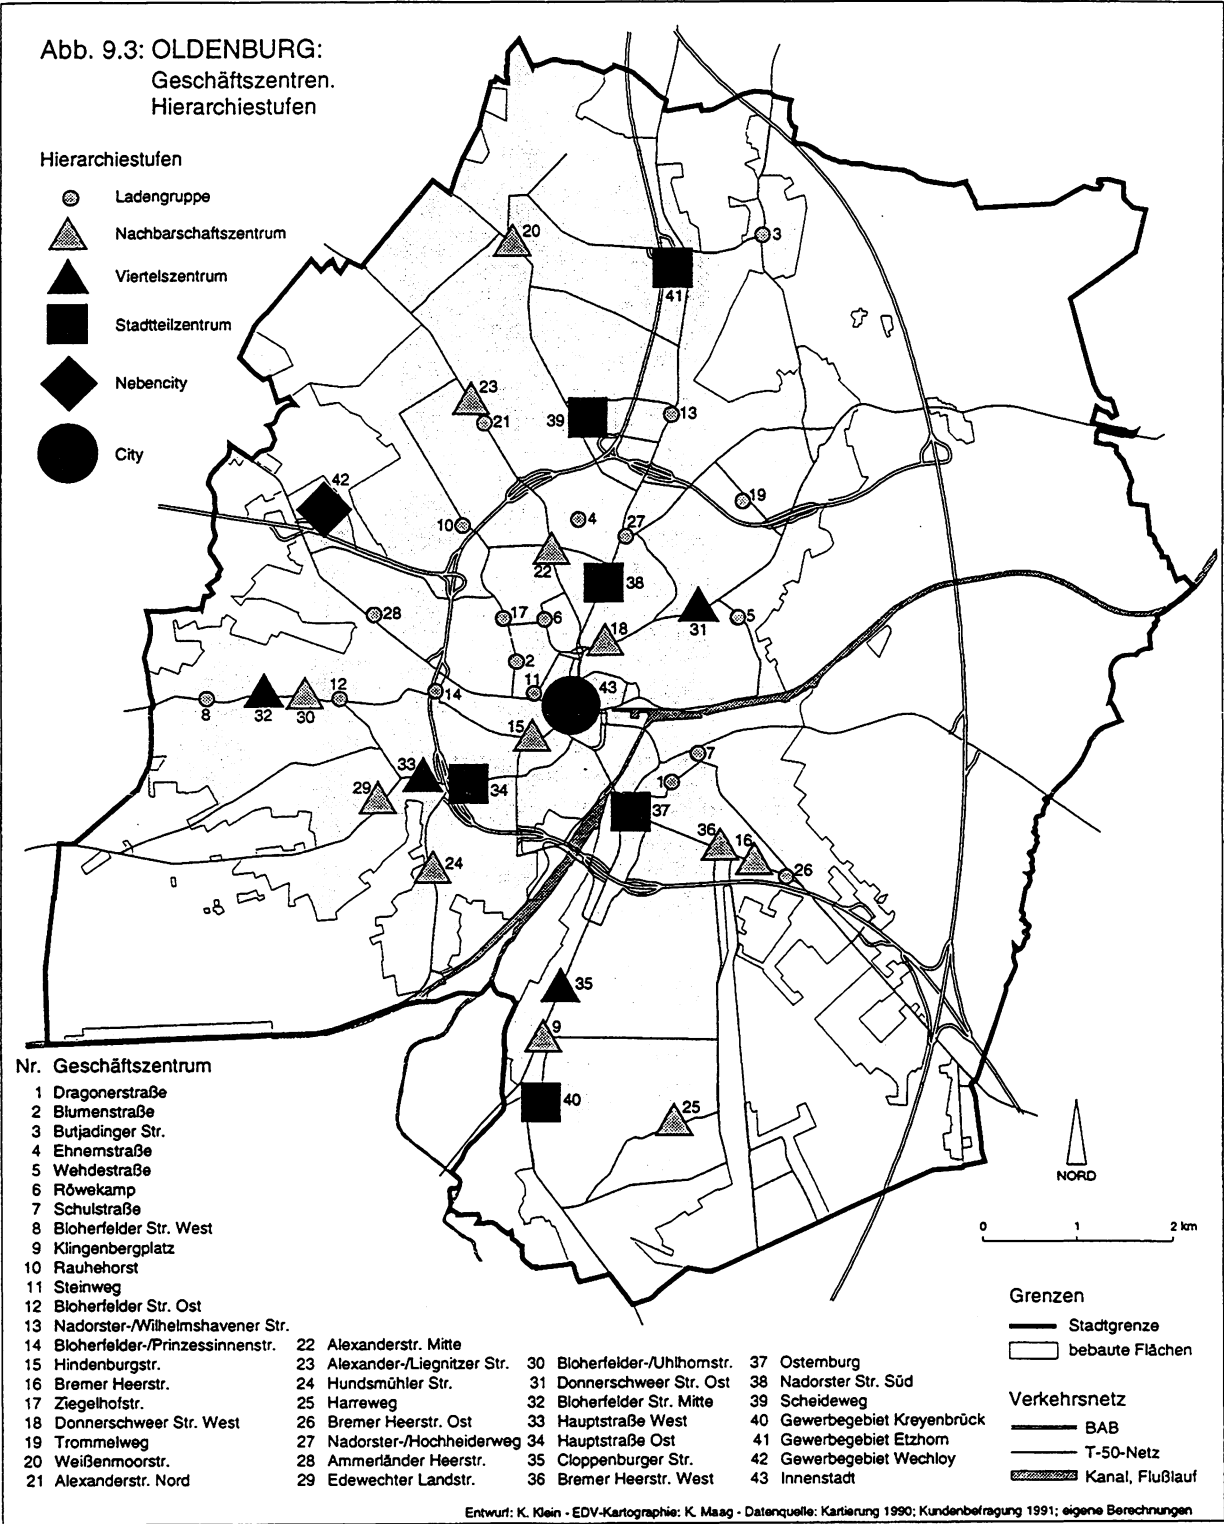 Abb. 9.3: OLDENBURG:
Geschäftszentren.
Hierarchiestufen
Hierarchiestufen
Ladengruppe
Nachbarschaftszentrum
Viertelszentrum
Stadtteilzentrum
Nebencity
City
20
3
41
23
21
39
13
42
10
4
19
27
22
38
28
17
6
18
31
5
2
11
43
8
32
30
12
14
15
33
34
29
7
1
37
36
16
26
24
35
9
40
25
NORD
0 1 2 km
Nr. Geschäftszentrum
1 Dragonerstraße
2 Blumenstraße
3 Butjadinger Str.
4 Ehnernstraße
5 Wehdestraße
6 Röwekamp
7 Schulstraße
8 Bloherfelder Str. West
9 Klingenbergplatz
10 Rauhehorst
11 Steinweg
12 Bloherfelder Str. Ost
13 Nadorster-/Wilhelmshavener Str.
14 Bloherfelder-/Prinzessinnenstr.
15 Hindenburgstr.
16 Bremer Heerstr.
17 Ziegelhofstr.
18 Donnerschweer Str. West
19 Trommelweg
20 Weißenmoorstr.
21 Alexanderstr. Nord
22 Alexanderstr. Mitte
23 Alexander-/Liegnitzer Str.
24 Hundsmühler Str.
25 Harreweg
26 Bremer Heerstr. Ost
27 Nadorster-/Hochheiderweg
28 Ammerländer Heerstr.
29 Edewechter Landstr.
30 Bloherfelder-/Uhlhornstr.
31 Donnerschweer Str. Ost
32 Bloherfelder Str. Mitte
33 Hauptstraße West
34 Hauptstraße Ost
35 Cloppenburger Str.
36 Bremer Heerstr. West
37 Osternburg
38 Nadorster Str. Süd
39 Scheideweg
40 Gewerbegebiet Kreyenbrück
41 Gewerbegebiet Etzhorn
42 Gewerbegebiet Wechloy
43 Innenstadt
Grenzen
Stadtgrenze
bebaute Flächen
Verkehrsnetz
BAB
T-50-Netz
Kanal, Flußlauf
Entwurf: K. Klein - EDV-Kartographie: K. Maag - Datenquelle: Kartierung 1990; Kundenbefragung 1991; eigene Berechnungen